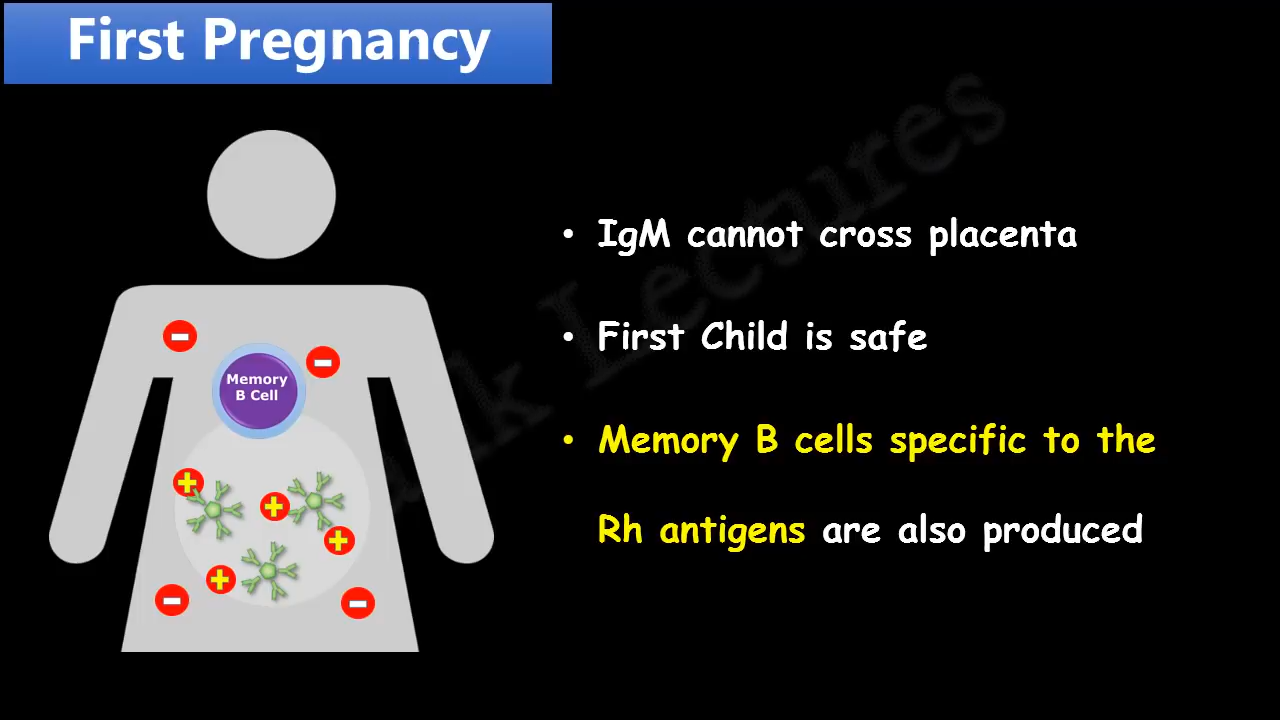 First Pregnancy
• IgM cannot cross placenta
• First Child is safe
• Memory B cells specific to the
Rh antigens are also produced
Memory
B Cell
Lectures